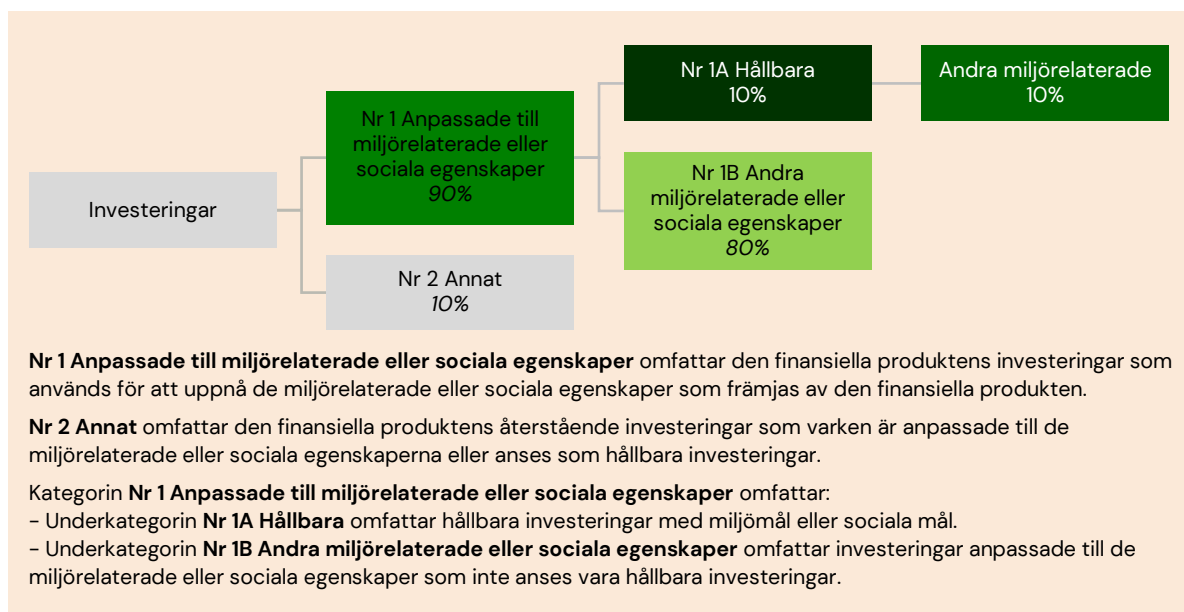 Nr 1A Hållbara
10%
Andra miljörelaterade
10%
Nr 1 Anpassade till
miljörelaterade eller
sociala egenskaper
90%
Nr 1B Andra
miljörelaterade eller
sociala egenskaper
80%
Investeringar
Nr 2 Annat
10%
Nr 1 Anpassade till miljörelaterade eller sociala egenskaper omfattar den finansiella produktens investeringar som
används för att uppnå de miljörelaterade eller sociala egenskaper som främjas av den finansiella produkten.
Nr 2 Annat omfattar den finansiella produktens återstående investeringar som varken är anpassade till de
miljörelaterade eller sociala egenskaperna eller anses som hållbara investeringar.
Kategorin Nr 1 Anpassade till miljörelaterade eller sociala egenskaper omfattar:
- Underkategorin Nr 1A Hållbara omfattar hållbara investeringar med miljömål eller sociala mål.
- Underkategorin Nr 1B Andra miljörelaterade eller sociala egenskaper omfattar investeringar anpassade till de
miljörelaterade eller sociala egenskaper som inte anses vara hållbara investeringar.